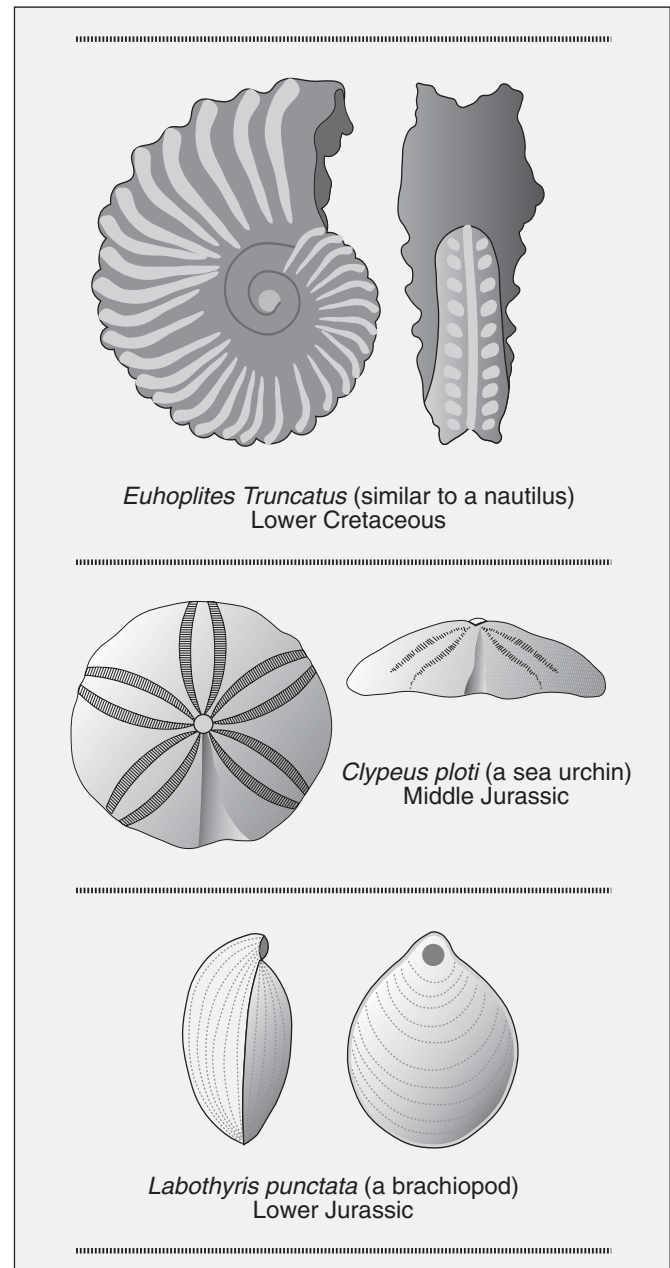 Euhoplites Truncatus (similar to a nautilus)
Lower Cretaceous
Clypeus ploti (a sea urchin)
Middle Jurassic
Labothyris punctata (a brachiopod)
Lower Jurassic